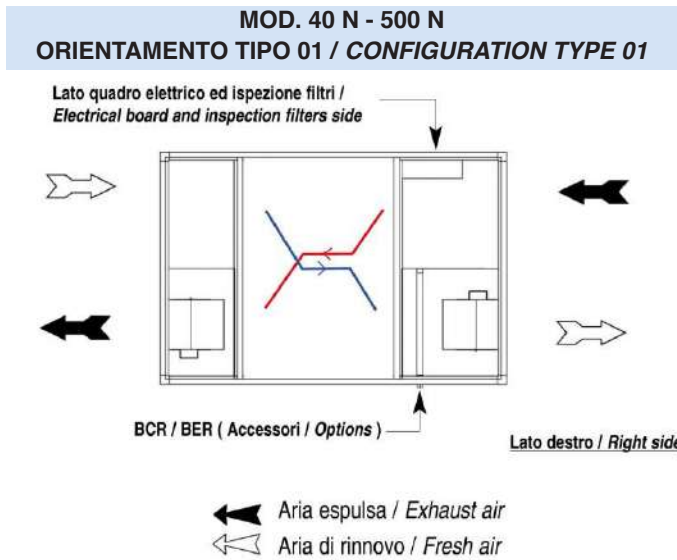 MOD. 40 N - 500 N
ORIENTAMENTO TIPO 01 / CONFIGURATION TYPE 01
Lato quadro elettrico ed ispezione filtri /
Electrical board and inspection filters side
BCR / BER ( Accessori / Options )
Lato destro / Right side
Aria espulsa / Exhaust air
Aria di rinnovo / Fresh air